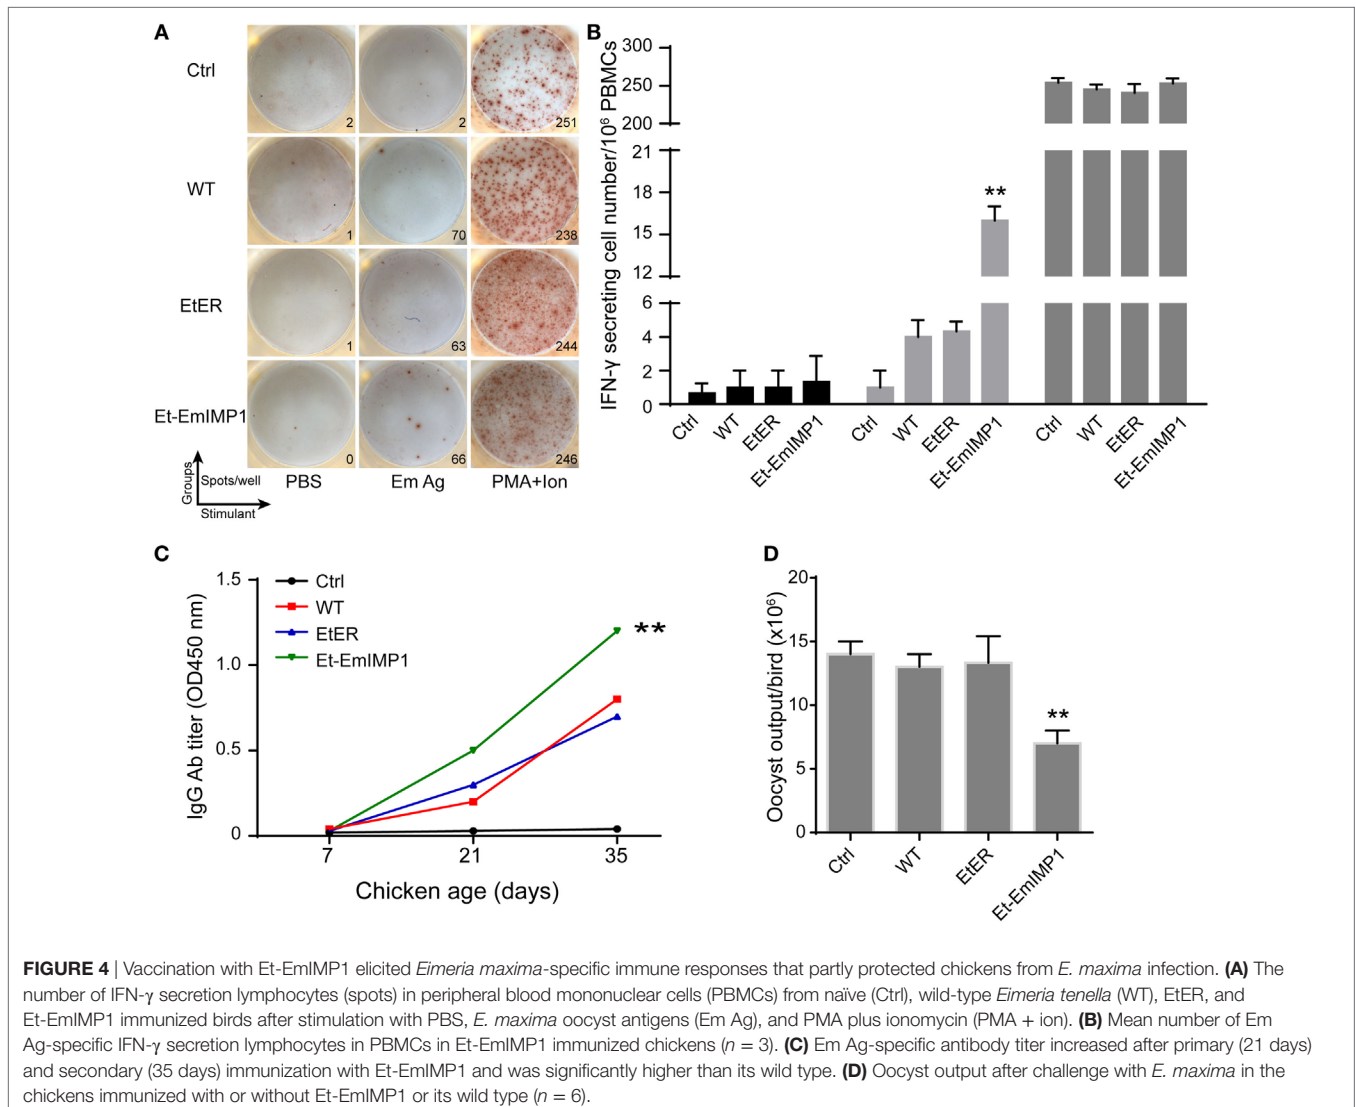 A
Ctrl
2
2
251
WT
1
70
238
EtER
1
63
244
Et-EmIMP1
0
66
246
Groups
Spots/well
Stimulant
PBS
Em Ag
PMA+Ion
B
IFN-γ secreting cell number/10⁶ PBMCs
300
250
200
21
18
15
12
6
4
2
0
**
Ctrl
WT
EtER
Et-EmIMP1
Ctrl
WT
EtER
Et-EmIMP1
Ctrl
WT
EtER
Et-EmIMP1
C
IgG Ab titer (OD450 nm)
1.5
1.0
0.5
0
Ctrl
WT
EtER
Et-EmIMP1
**
7
21
35
Chicken age (days)
D
Oocyst output/bird (x10⁶)
20
15
10
5
0
**
Ctrl
WT
EtER
Et-EmIMP1
FIGURE 4 | Vaccination with Et-EmIMP1 elicited Eimeria maxima-specific immune responses that partly protected chickens from E. maxima infection. (A) The
number of IFN-γ secretion lymphocytes (spots) in peripheral blood mononuclear cells (PBMCs) from naïve (Ctrl), wild-type Eimeria tenella (WT), EtER, and
Et-EmIMP1 immunized birds after stimulation with PBS, E. maxima oocyst antigens (Em Ag), and PMA plus ionomycin (PMA + ion). (B) Mean number of Em
Ag-specific IFN-γ secretion lymphocytes in PBMCs in Et-EmIMP1 immunized chickens (n = 3). (C) Em Ag-specific antibody titer increased after primary (21 days)
and secondary (35 days) immunization with Et-EmIMP1 and was significantly higher than its wild type. (D) Oocyst output after challenge with E. maxima in the
chickens immunized with or without Et-EmIMP1 or its wild type (n = 6).